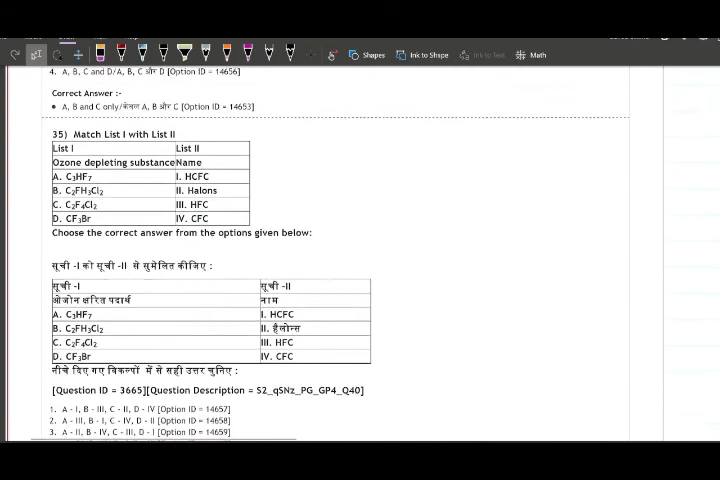 Shapes Ink to Shape Ink to Text Math
4. A, B, C and D/A, B, C और D [Option ID = 14656]
Correct Answer :-
• A, B and C only/केवल A, B और C [Option ID = 14653]
35) Match List I with List II
List I List II
Ozone depleting substance Name
A. C₃HF₇ I. HCFC
B. C₂FH₃Cl₂ II. Halons
C. C₂F₄Cl₂ III. HFC
D. CF₃Br IV. CFC
Choose the correct answer from the options given below:
सूची -I को सूची -II से सुमेलित कीजिए :
सूची -I सूची -II
ओजोन क्षरित पदार्थ नाम
A. C₃HF₇ I. HCFC
B. C₂FH₃Cl₂ II. हैलोन्स
C. C₂F₄Cl₂ III. HFC
D. CF₃Br IV. CFC
नीचे दिए गए विकल्पों में से सही उत्तर चुनिए :
[Question ID = 3665][Question Description = S2_qSNz_PG_GP4_Q40]
1. A - I, B - III, C - II, D - IV [Option ID = 14657]
2. A - III, B - I, C - IV, D - II [Option ID = 14658]
3. A - II, B - IV, C - III, D - I [Option ID = 14659]